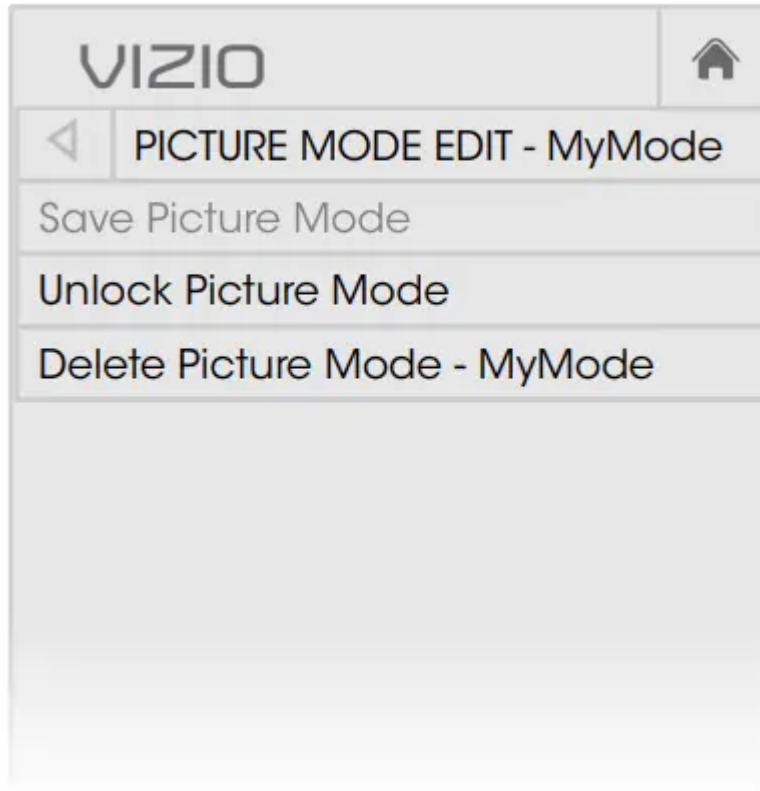 VIZIO
PICTURE MODE EDIT - MyMode
Save Picture Mode
Unlock Picture Mode
Delete Picture Mode - MyMode